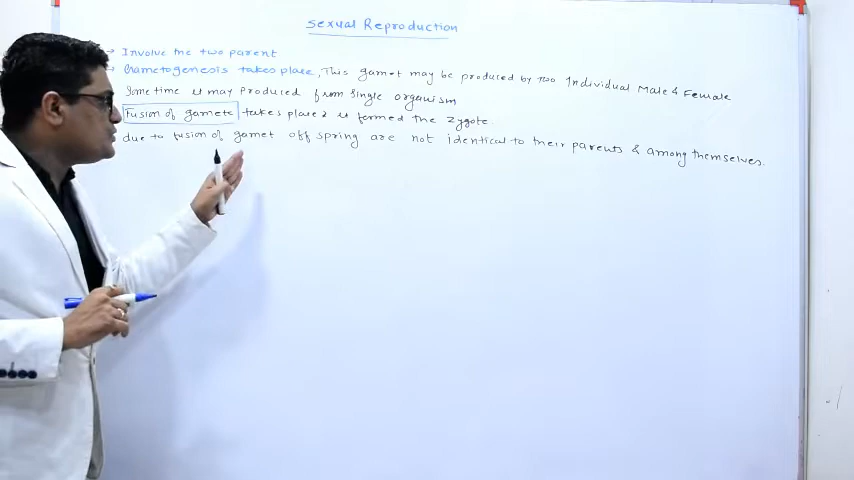 Sexual Reproduction
→ Involve the two parent
Gametogenesis takes place, This gamet may be produced by two Individual Male & Female
Sometime it may produced from single organism
Fusion of gamete takes place & it formed the zygote.
due to fusion of gamet off spring are not identical to their parents & among themselves.